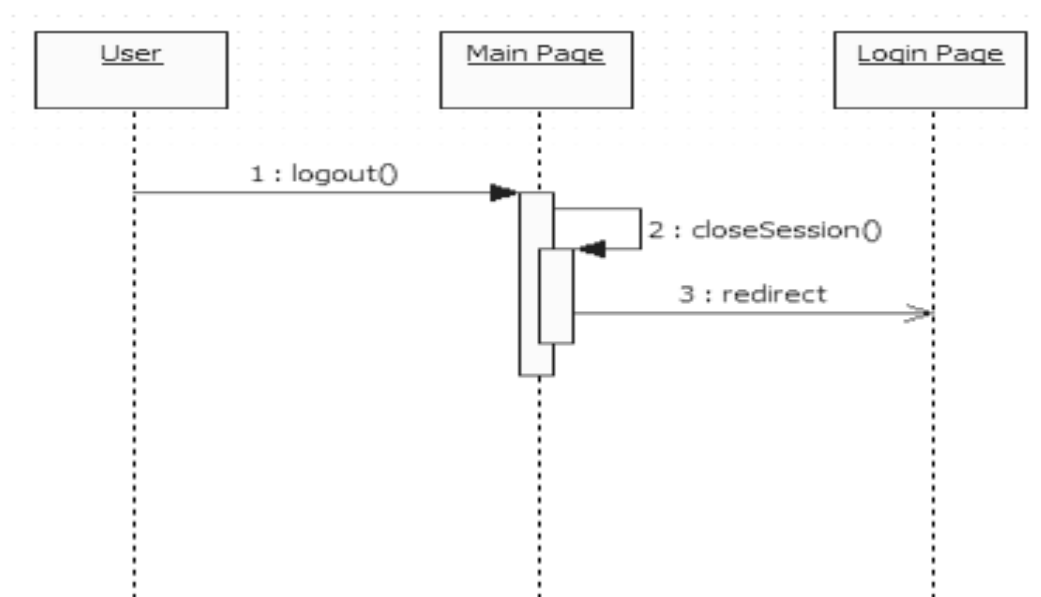 User
Main Page
Login Page
1 : logout()
2 : closeSession()
3 : redirect